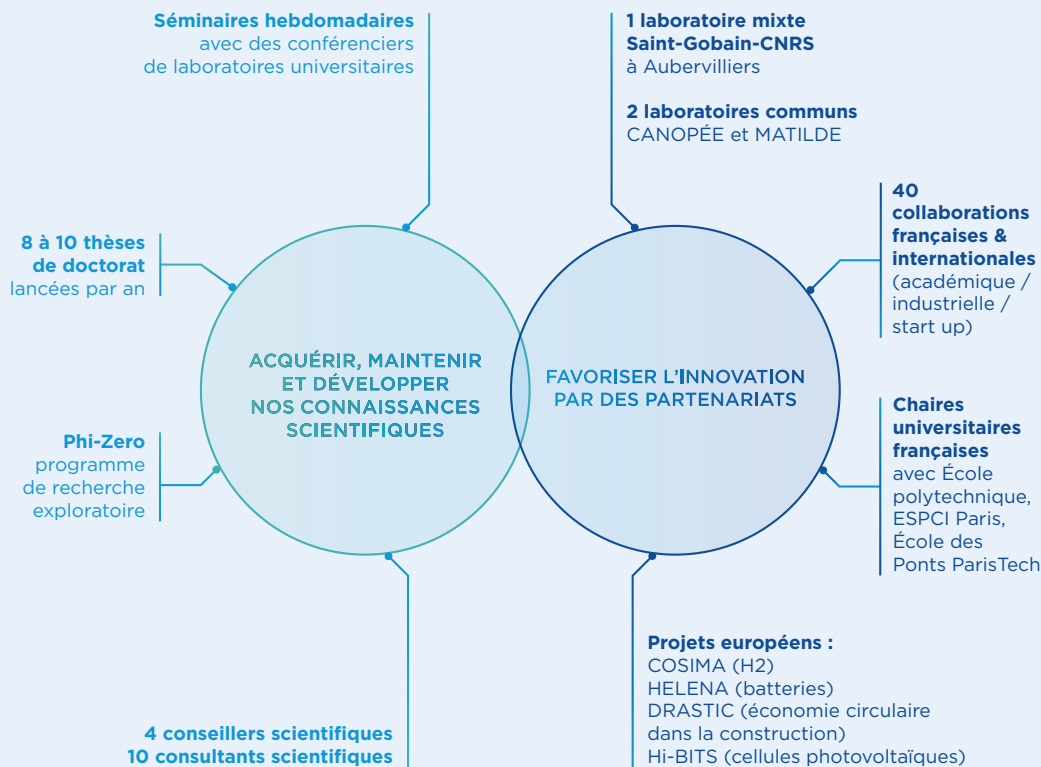 Séminaires hebdomadaires
avec des conférenciers
de laboratoires universitaires
1 laboratoire mixte
Saint-Gobain-CNRS
à Aubervilliers
2 laboratoires communs
CANOPÉE et MATILDE
8 à 10 thèses
de doctorat
lancées par an
40
collaborations
françaises &
internationales
(académique /
industrielle /
start up)
ACQUÉRIR, MAINTENIR
ET DÉVELOPPER
NOS CONNAISSANCES
SCIENTIFIQUES
FAVORISER L'INNOVATION
PAR DES PARTENARIATS
Phi-Zero
programme
de recherche
exploratoire
Chaires
universitaires
françaises
avec École
polytechnique,
ESPCI Paris,
École des
Ponts ParisTech
4 conseillers scientifiques
10 consultants scientifiques
Projets européens :
COSIMA (H2)
HELENA (batteries)
DRASTIC (économie circulaire
dans la construction)
Hi-BITS (cellules photovoltaïques)